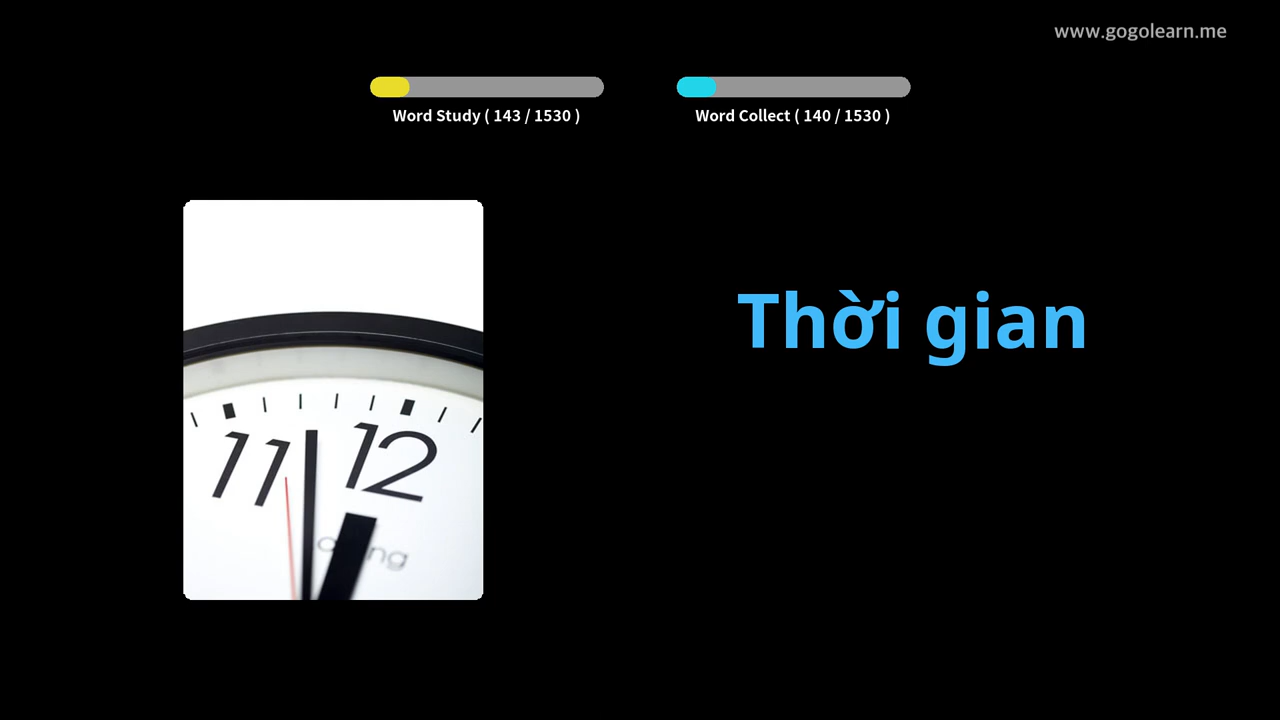 www.gogolearn.me
Word Study ( 143 / 1530 )
Word Collect ( 140 / 1530 )
Thời gian
11
12